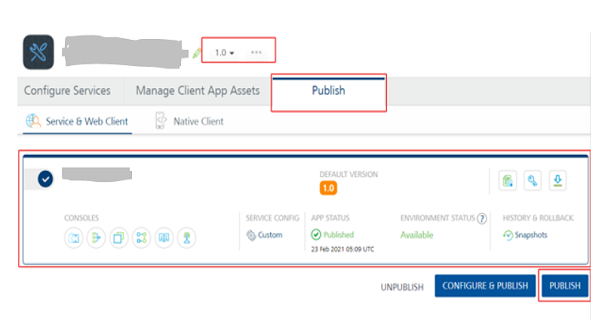 1.0
Configure Services Manage Client App Assets Publish
Service & Web Client Native Client
DEFAULT VERSION
1.0
CONSOLES SERVICE CONFIG APP STATUS ENVIRONMENT STATUS ? HISTORY & ROLLBACK
Custom Published Available Snapshots
23 Feb 2021 05:09 UTC
UNPUBLISH CONFIGURE & PUBLISH PUBLISH